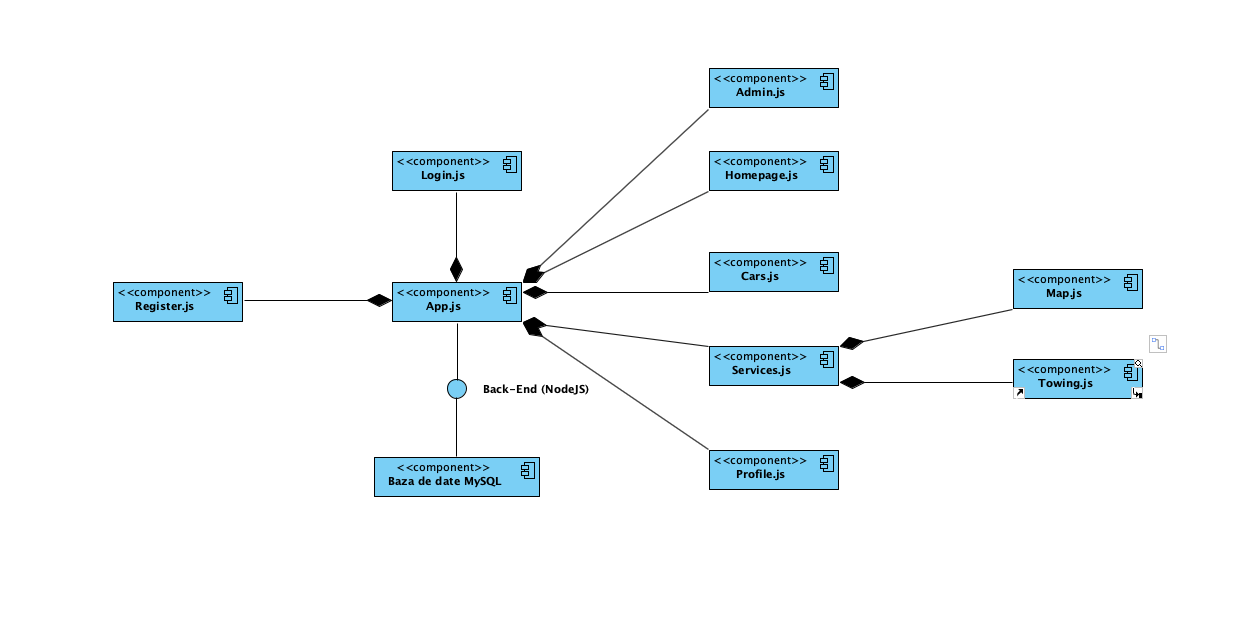 <<component>>
Admin.js
<<component>>
Login.js
<<component>>
Homepage.js
<<component>>
Cars.js
<<component>>
Map.js
<<component>>
Register.js
<<component>>
App.js
<<component>>
Services.js
<<component>>
Towing.js
Back-End (NodeJS)
<<component>>
Profile.js
<<component>>
Baza de date MySQL